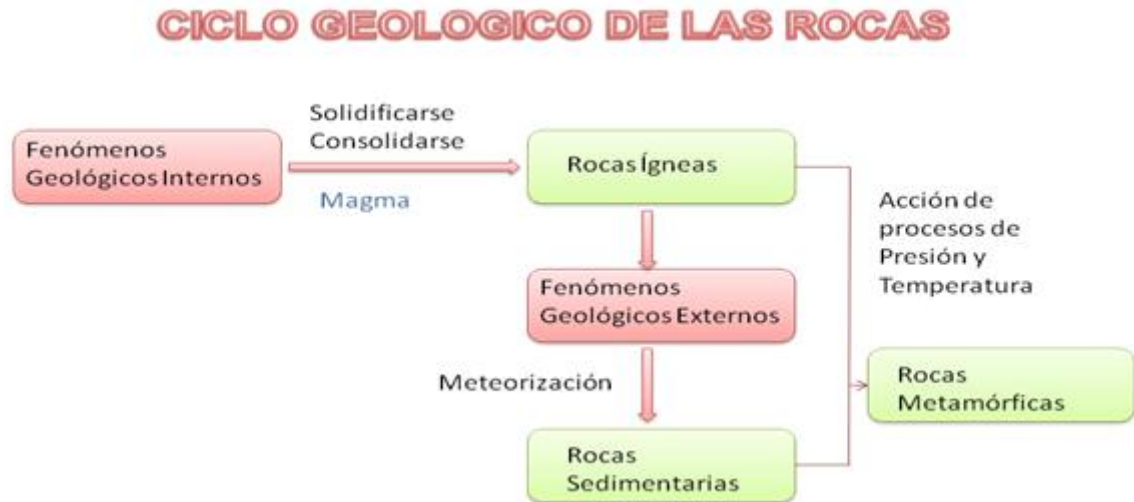 CICLO GEOLOGICO DE LAS ROCAS
Solidificarse
Consolidarse
Fenómenos
Geológicos Internos
Magma
Rocas Ígneas
Acción de
procesos de
Presión y
Temperatura
Fenómenos
Geológicos Externos
Meteorización
Rocas
Metamórficas
Rocas
Sedimentarias